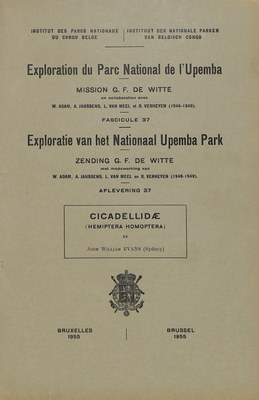 INSTITUT DES PARCS NATIONAUX
DU CONGO BELGE
INSTITUT DER NATIONALE PARKEN
VAN BELGISCH CONGO
Exploration du Parc National de l'Upemba
MISSION G. F. DE WITTE
en collaboration avec
W. ADAM, A. JANSSENS, L. VAN MEEL et R. VERHEYEN (1946-1949).
FASCICULE 37
Exploratie van het Nationaal Upemba Park
ZENDING G. F. DE WITTE
met medewerking van
W. ADAM, A. JANSSENS, L. VAN MEEL en R. VERHEYEN (1946-1949).
AFLEVERING 37
CICADELLIDÆ
(HEMIPTERA HOMOPTERA)
BY
JOHN WILLIAM EVANS (Sydney)
BRUXELLES
1955
BRUSSEL
1955